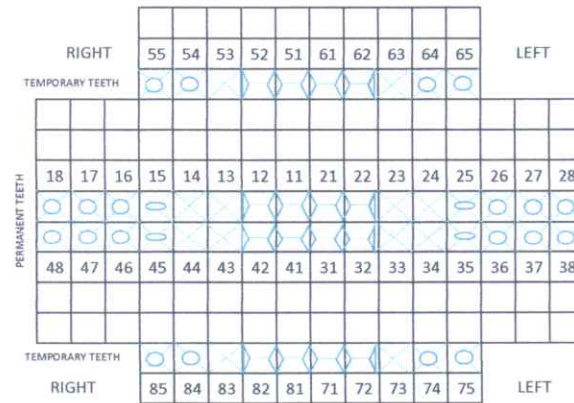 RIGHT 55 54 53 52 51 61 62 63 64 65 LEFT
TEMPORARY TEETH
PERMANENT TEETH
18 17 16 15 14 13 12 11 21 22 23 24 25 26 27 28
48 47 46 45 44 43 42 41 31 32 33 34 35 36 37 38
TEMPORARY TEETH
RIGHT 85 84 83 82 81 71 72 73 74 75 LEFT